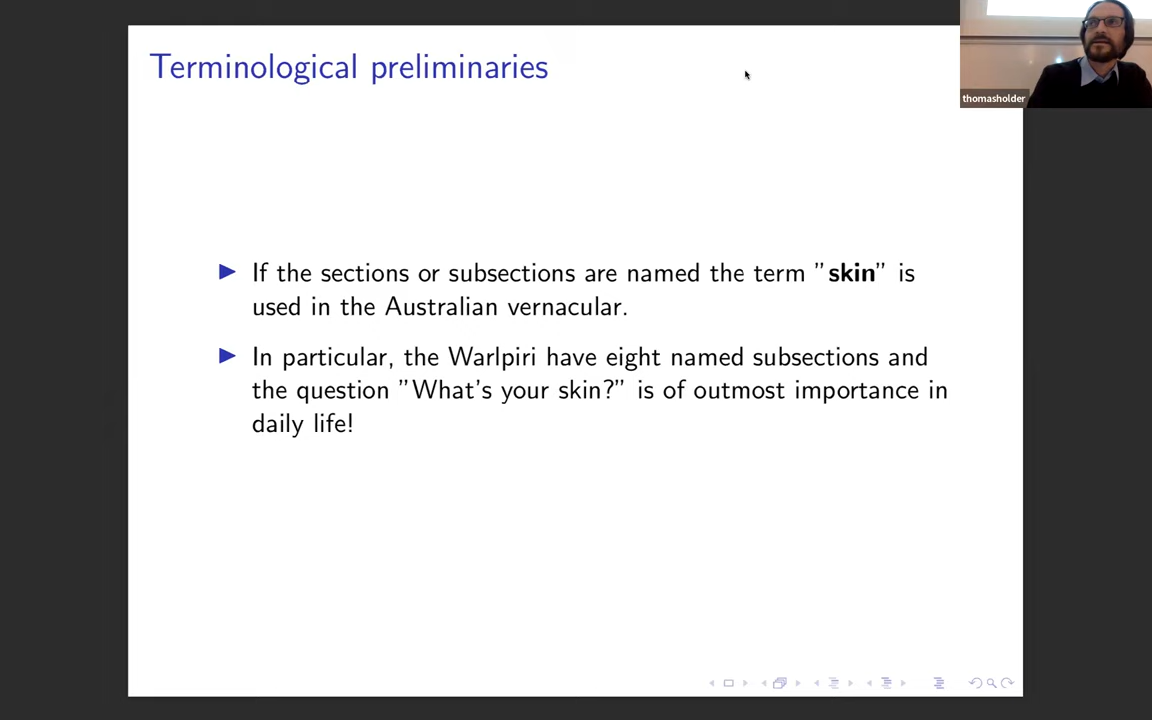 Terminological preliminaries
thomasholder
If the sections or subsections are named the term ”skin” is
used in the Australian vernacular.
In particular, the Warlpiri have eight named subsections and
the question ”What's your skin?” is of outmost importance in
daily life!